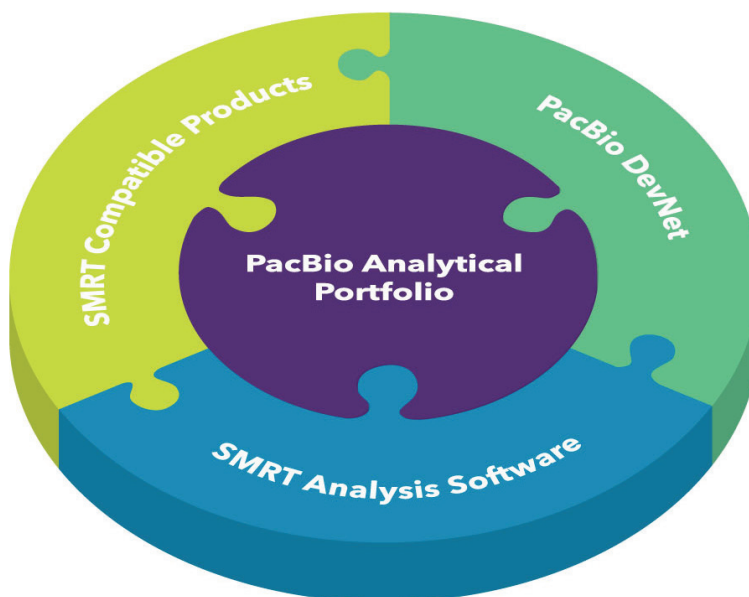 SMRT Compatible Products
PacBio DevNet
PacBio Analytical
Portfolio
SMRT Analysis Software